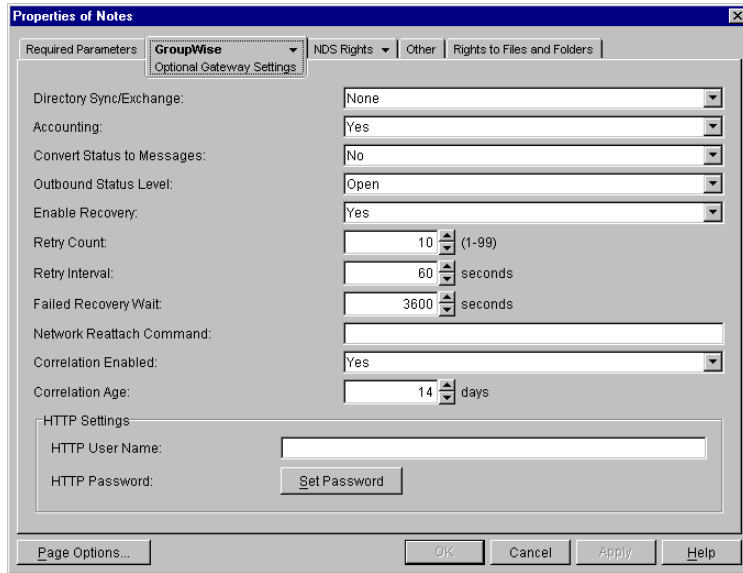 Properties of Notes
Required Parameters GroupWise NDS Rights Other Rights to Files and Folders
Optional Gateway Settings
Directory Sync/Exchange: None
Accounting: Yes
Convert Status to Messages: No
Outbound Status Level: Open
Enable Recovery: Yes
Retry Count: 10 (1-99)
Retry Interval: 60 seconds
Failed Recovery Wait: 3600 seconds
Network Reattach Command:
Correlation Enabled: Yes
Correlation Age: 14 days
HTTP Settings
HTTP User Name:
HTTP Password: Set Password
Page Options... OK Cancel Apply Help